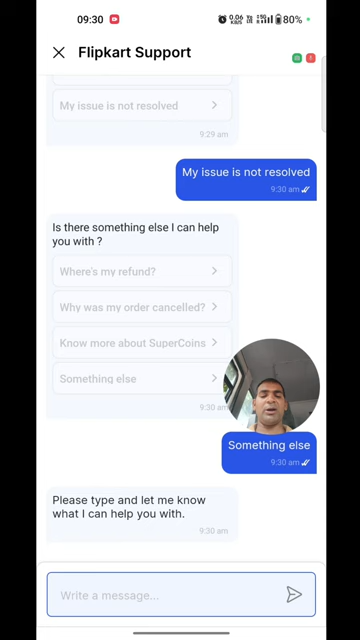 09:30
0.06
KB/S
80%
Flipkart Support
My issue is not resolved
9:29 am
My issue is not resolved
9:30 am
Is there something else I can help
you with ?
Where's my refund?
Why was my order cancelled?
Know more about SuperCoins
Something else
9:30 am
Something else
9:30 am
Please type and let me know
what I can help you with.
9:30 am
Write a message...